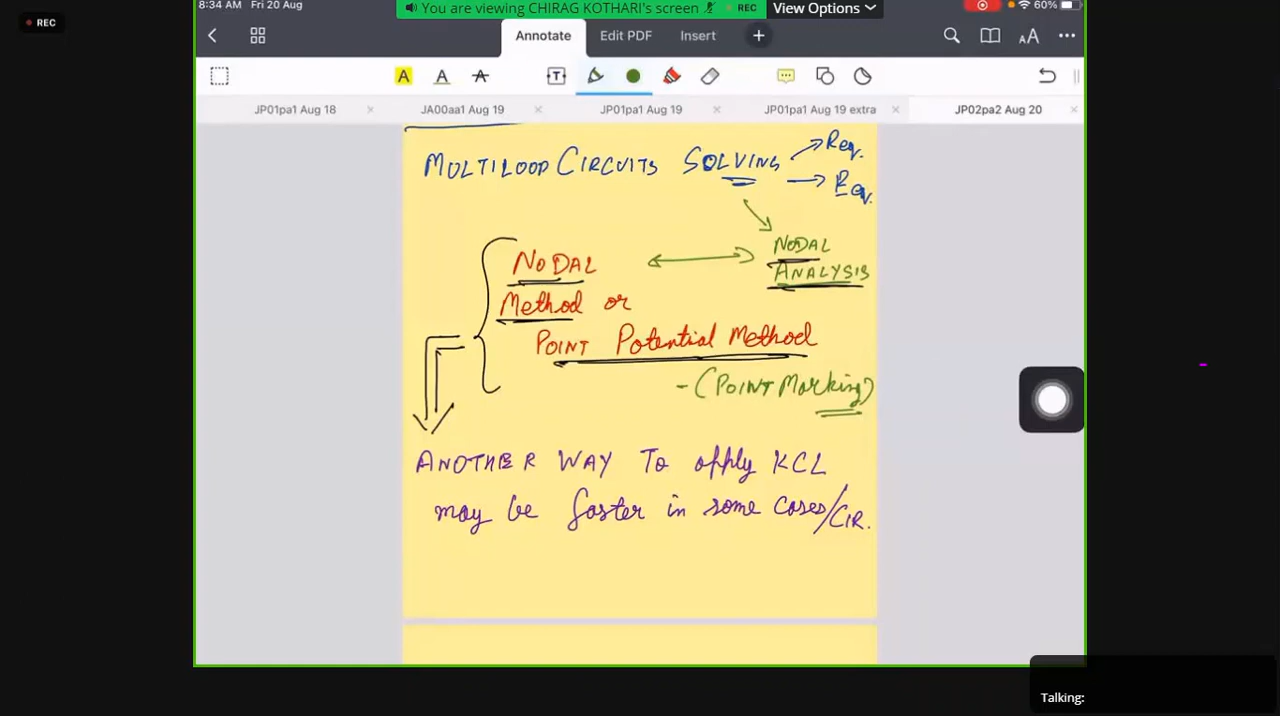 8:34 AM Fri 20 Aug
You are viewing CHIRAG KOTHARI's screen
REC
View Options
60%
REC
Annotate Edit PDF Insert
A A A T
AA
JP01pa1 Aug 18 JA00aa1 Aug 19 JP01pa1 Aug 19 JP01pa1 Aug 19 extra JP02pa2 Aug 20
MULTILOOP CIRCUITS SOLVING
Req.
Req.
NODAL
ANALYSIS
NODAL
Method or
POINT Potential Method
- (POINT Marking)
ANOTHER WAY To apply KCL
may be faster in some cases/CIR.
Talking: